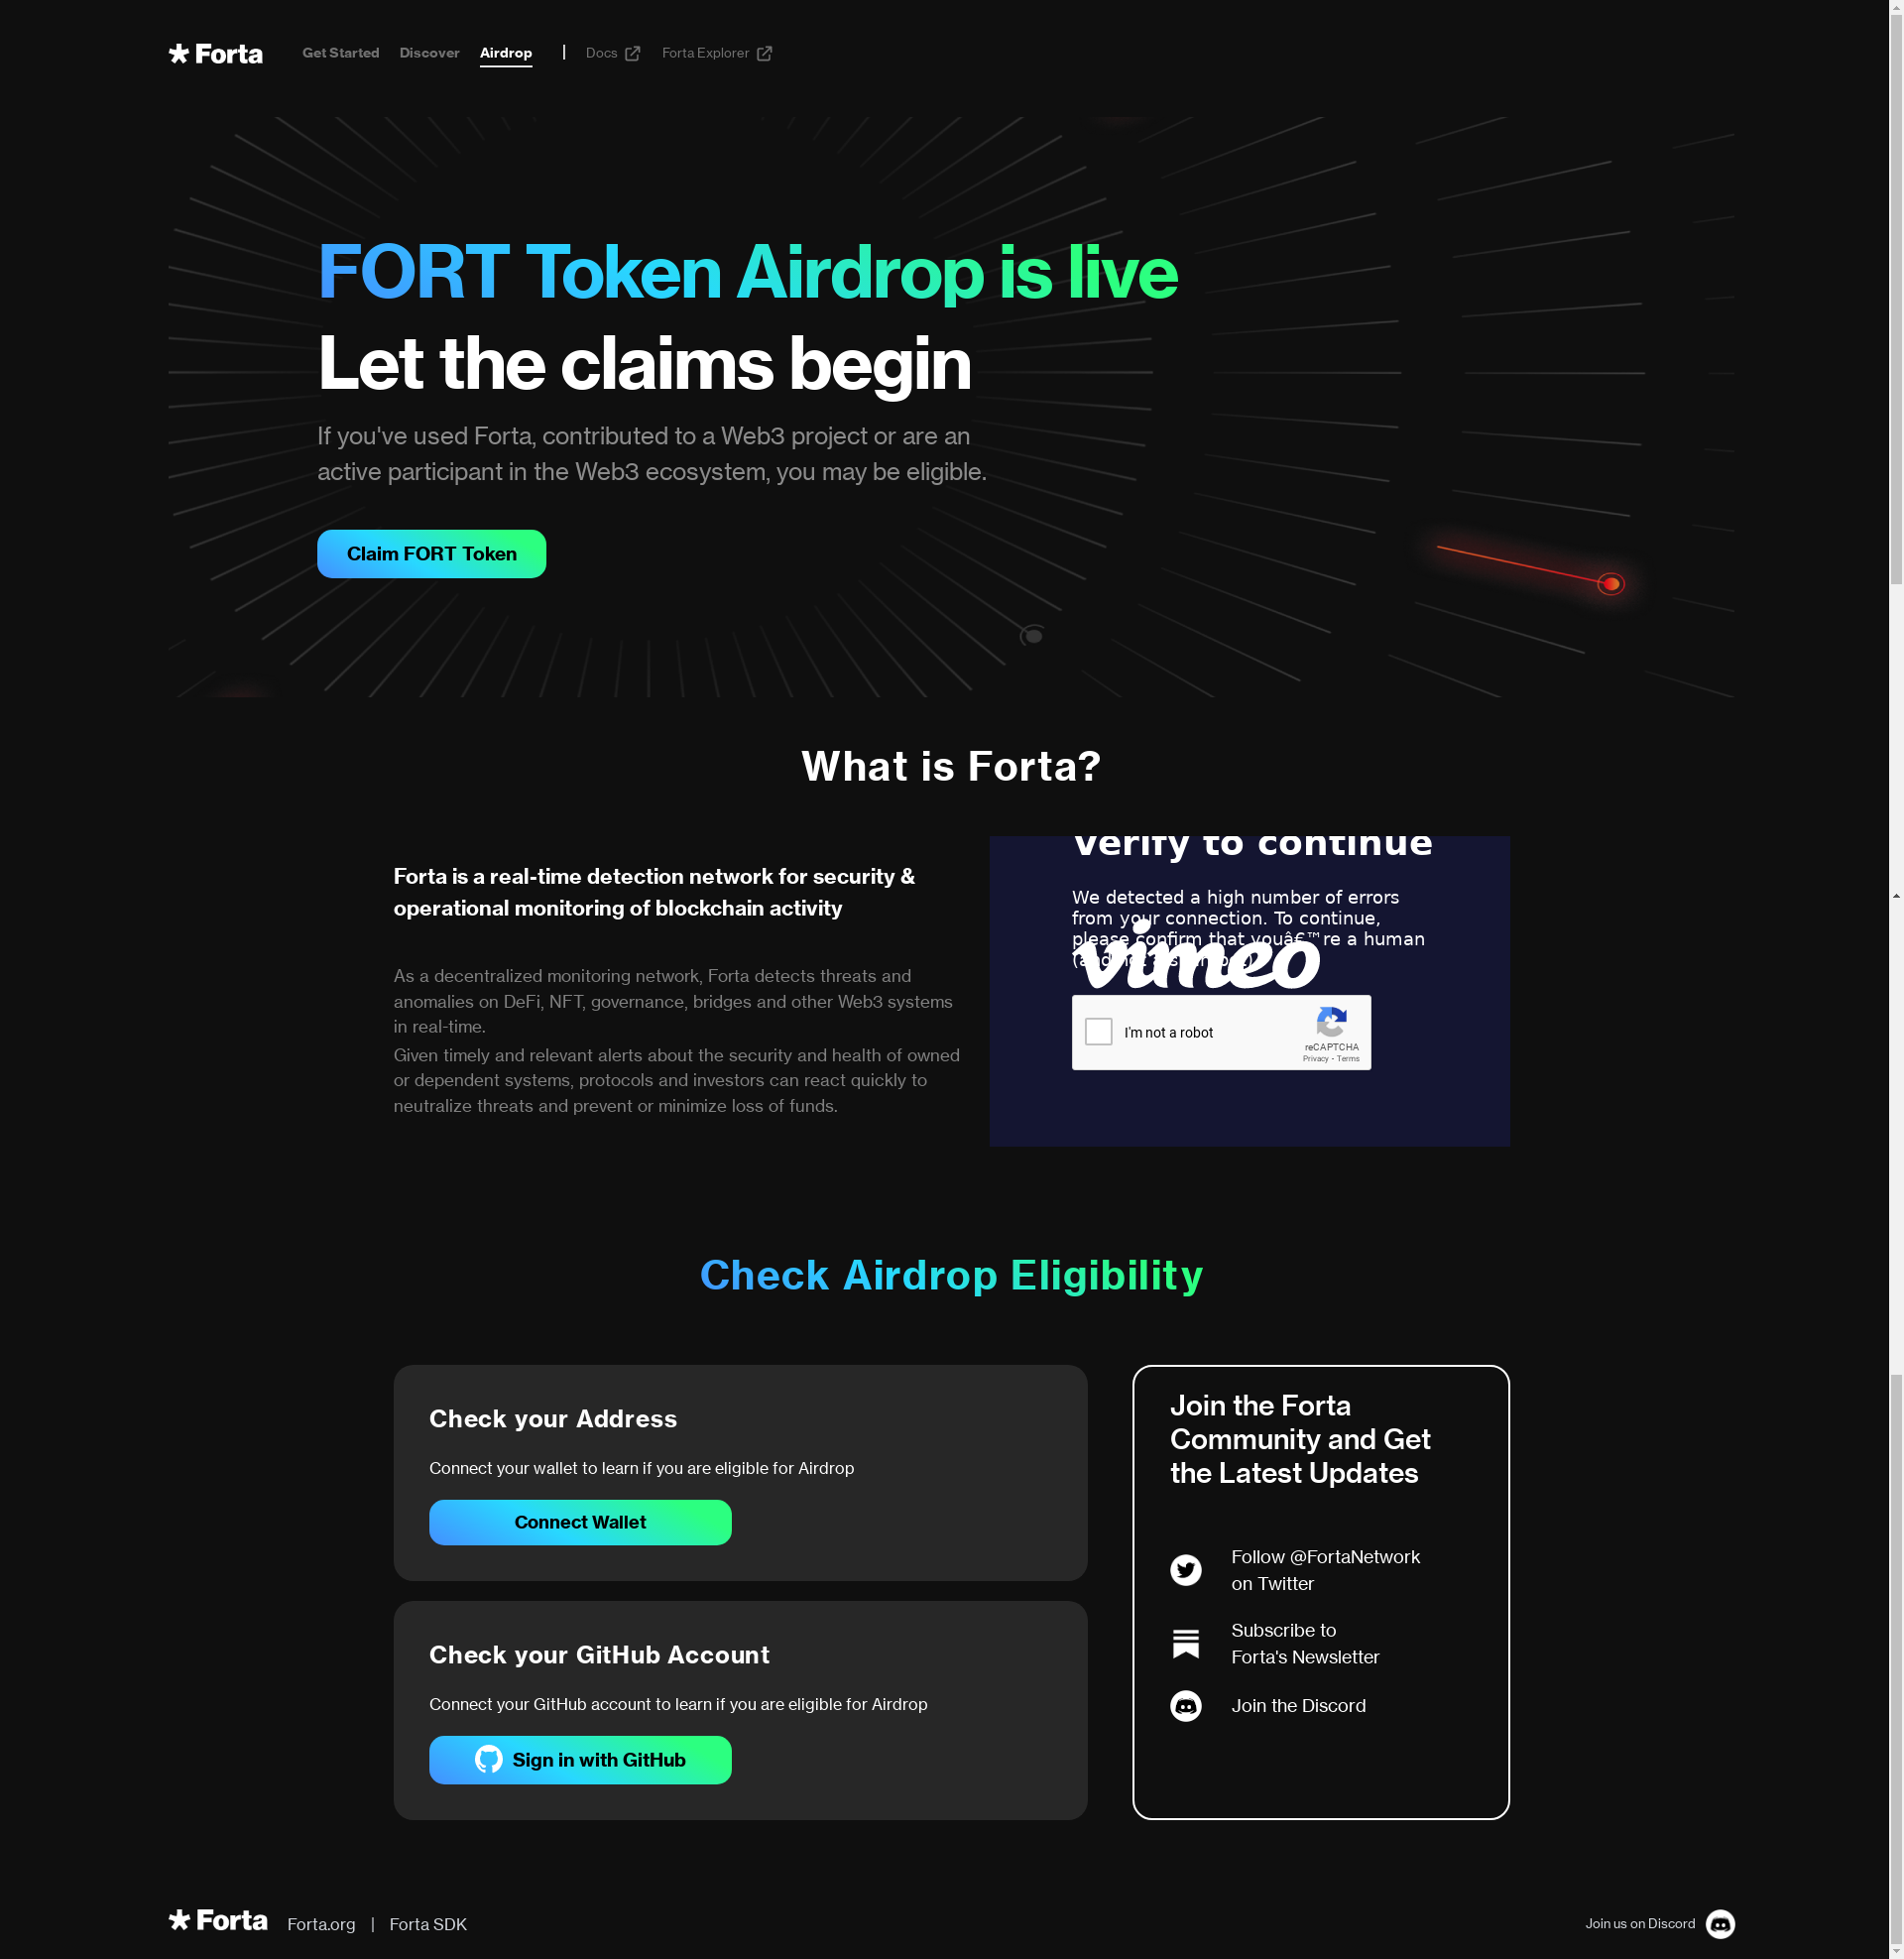 Forta
Get Started
Discover
Airdrop
|
Docs
Forta Explorer
FORT Token Airdrop is live
Let the claims begin
If you've used Forta, contributed to a Web3 project or are an
active participant in the Web3 ecosystem, you may be eligible.
Claim FORT Token
What is Forta?
Forta is a real-time detection network for security &
operational monitoring of blockchain activity
As a decentralized monitoring network, Forta detects threats and
anomalies on DeFi, NFT, governance, bridges and other Web3 systems
in real-time.
Given timely and relevant alerts about the security and health of owned
or dependent systems, protocols and investors can react quickly to
neutralize threats and prevent or minimize loss of funds.
Verify to continue
We detected a high number of errors
from your connection. To continue,
please confirm that youâ€™re a human
vimeo
I'm not a robot
reCAPTCHA
Privacy - Terms
Check Airdrop Eligibility
Check your Address
Connect your wallet to learn if you are eligible for Airdrop
Connect Wallet
Check your GitHub Account
Connect your GitHub account to learn if you are eligible for Airdrop
Sign in with GitHub
Join the Forta
Community and Get
the Latest Updates
Follow @FortaNetwork
on Twitter
Subscribe to
Forta's Newsletter
Join the Discord
Forta
Forta.org | Forta SDK
Join us on Discord